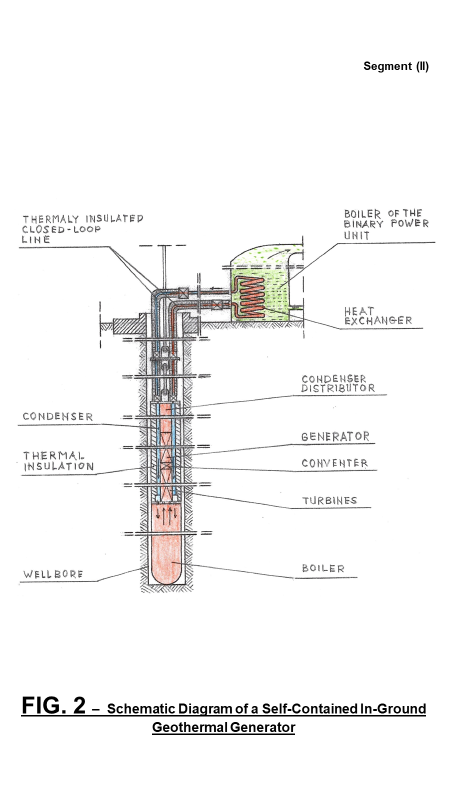 Segment (II)
THERMALY INSULATED
CLOSED-LOOP
LINE
BOILER OF THE
BINARY POWER
UNIT
HEAT
EXCHANGER
CONDENSER
DISTRIBUTOR
CONDENSER
GENERATOR
THERMAL
INSULATION
CONVENTER
TURBINES
WELLBORE
BOILER
FIG. 2 – Schematic Diagram of a Self-Contained In-Ground
Geothermal Generator